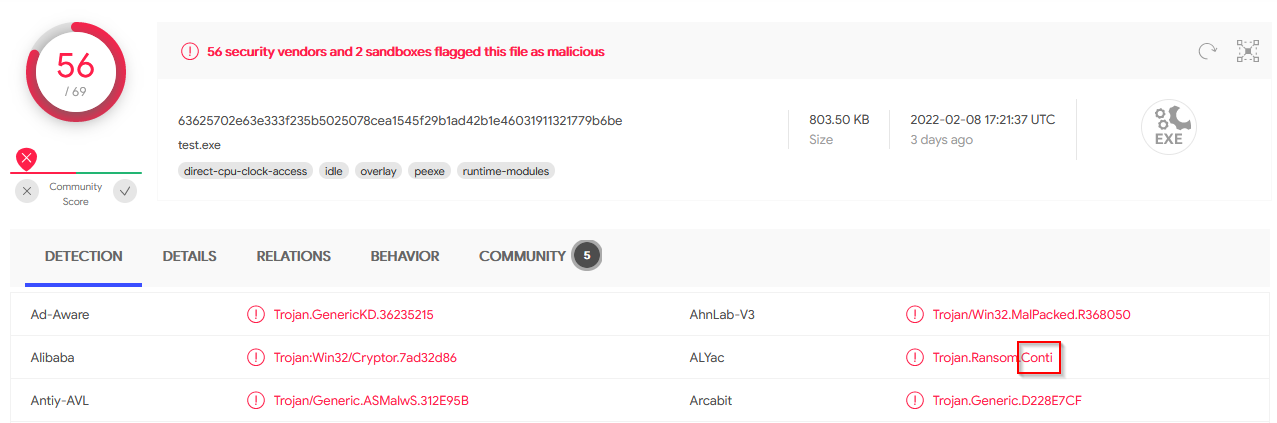 56
/ 69
Community
Score
56 security vendors and 2 sandboxes flagged this file as malicious
63625702e63e333f235b5025078cea1545f29b1ad42b1e46031911321779b6be
test.exe
direct-cpu-clock-access idle overlay peexe runtime-modules
803.50 KB
Size
2022-02-08 17:21:37 UTC
3 days ago
EXE
DETECTION DETAILS RELATIONS BEHAVIOR COMMUNITY 5
Ad-Aware Trojan.GenericKD.36235215 AhnLab-V3 Trojan/Win32.MalPacked.R368050
Alibaba Trojan:Win32/Cryptor.7ad32d86 ALYac Trojan.Ransom.Conti
Antiy-AVL Trojan/Generic.ASMalwS.312E95B Arcabit Trojan.Generic.D228E7CF